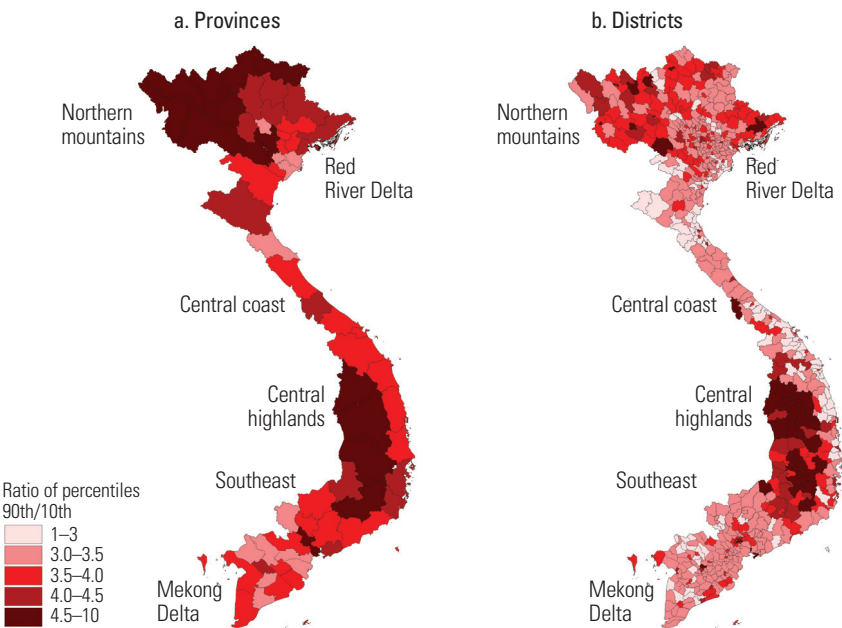 a. Provinces
Northern
mountains
Red
River Delta
Central coast
Central
highlands
Southeast
Mekong
Delta
Ratio of percentiles
90th/10th
1–3
3.0–3.5
3.5–4.0
4.0–4.5
4.5–10
b. Districts
Northern
mountains
Red
River Delta
Central coast
Central
highlands
Southeast
Mekong
Delta